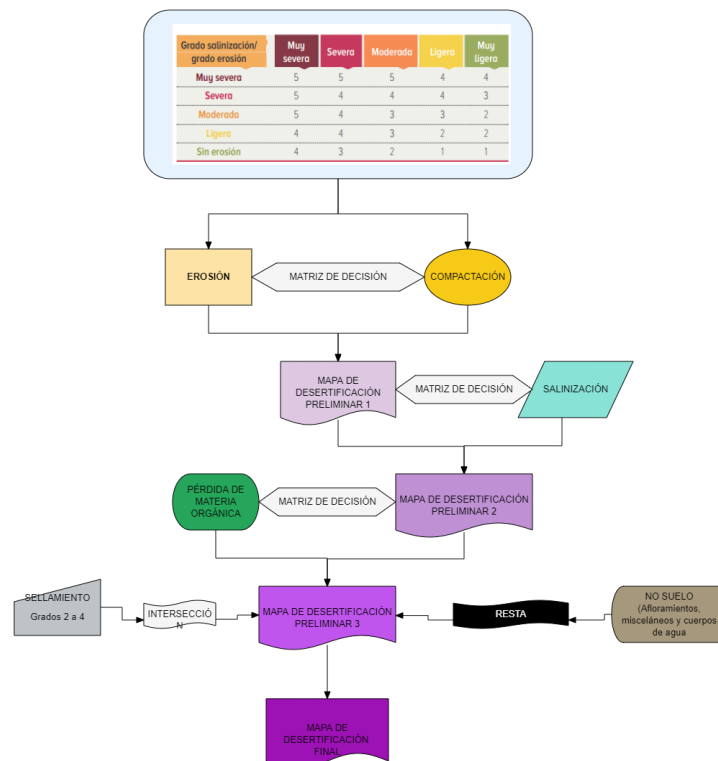 Grado salinización/ grado erosión Muy severa Severa Moderada Ligera Muy ligera
Muy severa 5 5 5 4 4
Severa 5 4 4 4 3
Moderada 5 4 3 3 2
Ligera 4 4 3 2 2
Sin erosión 4 3 2 1 1
EROSIÓN
MATRIZ DE DECISIÓN
COMPACTACIÓN
MAPA DE
DESERTIFICACIÓN
PRELIMINAR 1
MATRIZ DE DECISIÓN
SALINIZACIÓN
PÉRDIDA DE
MATERIA
ORGÁNICA
MATRIZ DE DECISIÓN
MAPA DE DESERTIFICACIÓN
PRELIMINAR 2
SELLAMIENTO
Grados 2 a 4
INTERSECCIÓ
N
MAPA DE DESERTIFICACIÓN
PRELIMINAR 3
RESTA
NO SUELO
(Afloramientos,
misceláneos y cuerpos
de agua
MAPA DE
DESERTIFICACIÓN
FINAL